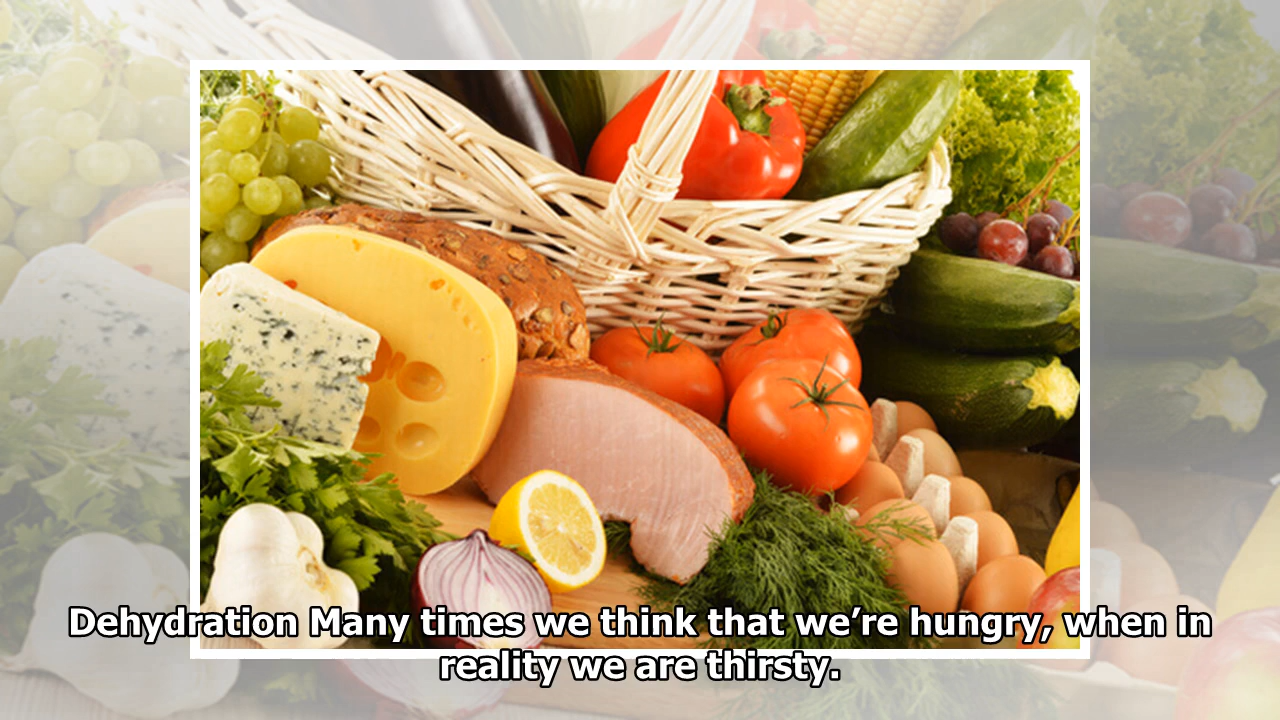 Dehydration Many times we think that we’re hungry, when in
reality we are thirsty.